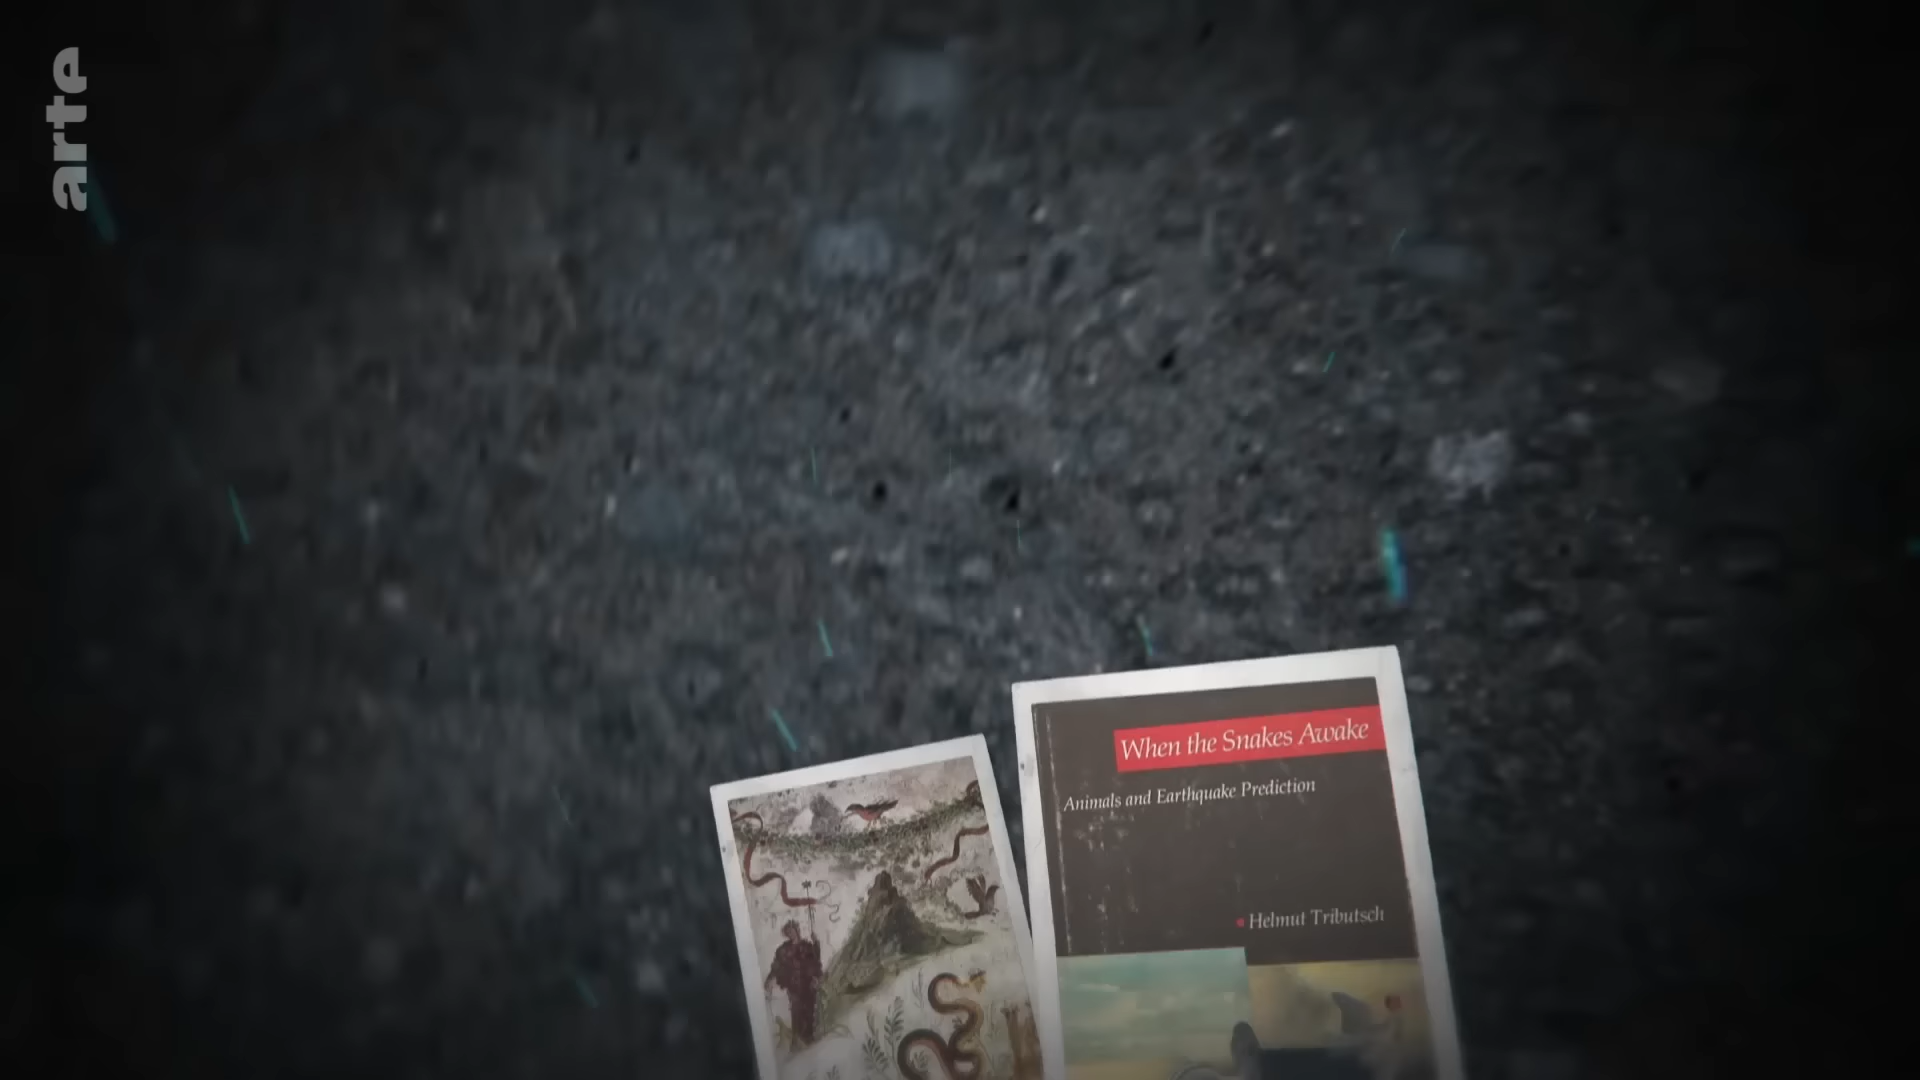 arte
When the Snakes Awake
Animals and Earthquake Prediction
Helmut Tributsch